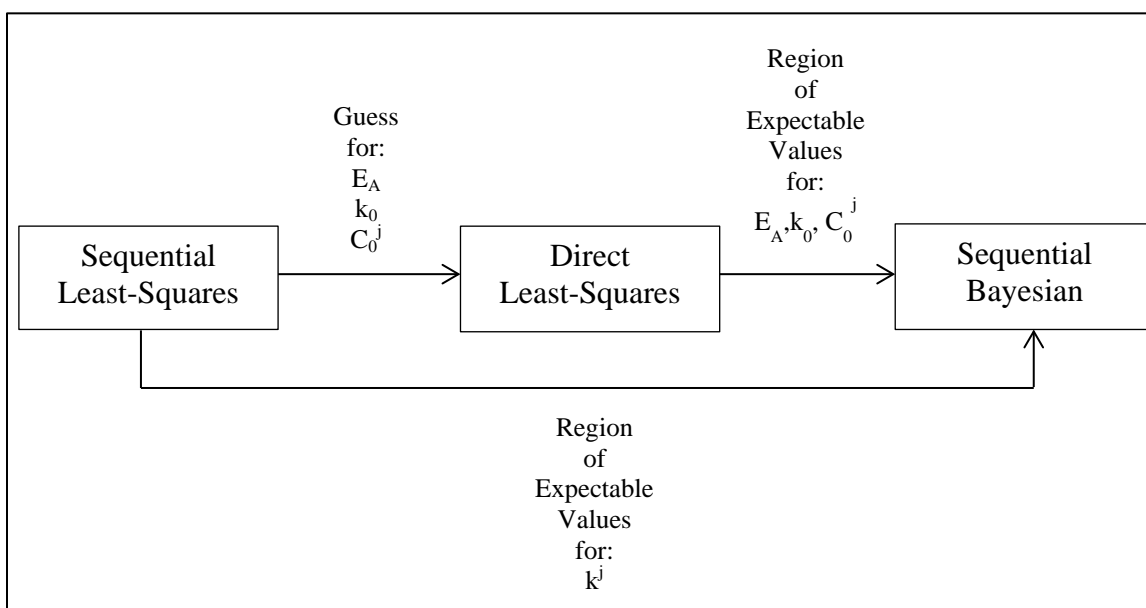 Guess
for:
E_A
k_0
C_0^j
Region
of
Expectable
Values
for:
E_A,k_0, C_0^j
Sequential
Least-Squares
Direct
Least-Squares
Sequential
Bayesian
Region
of
Expectable
Values
for:
k^j